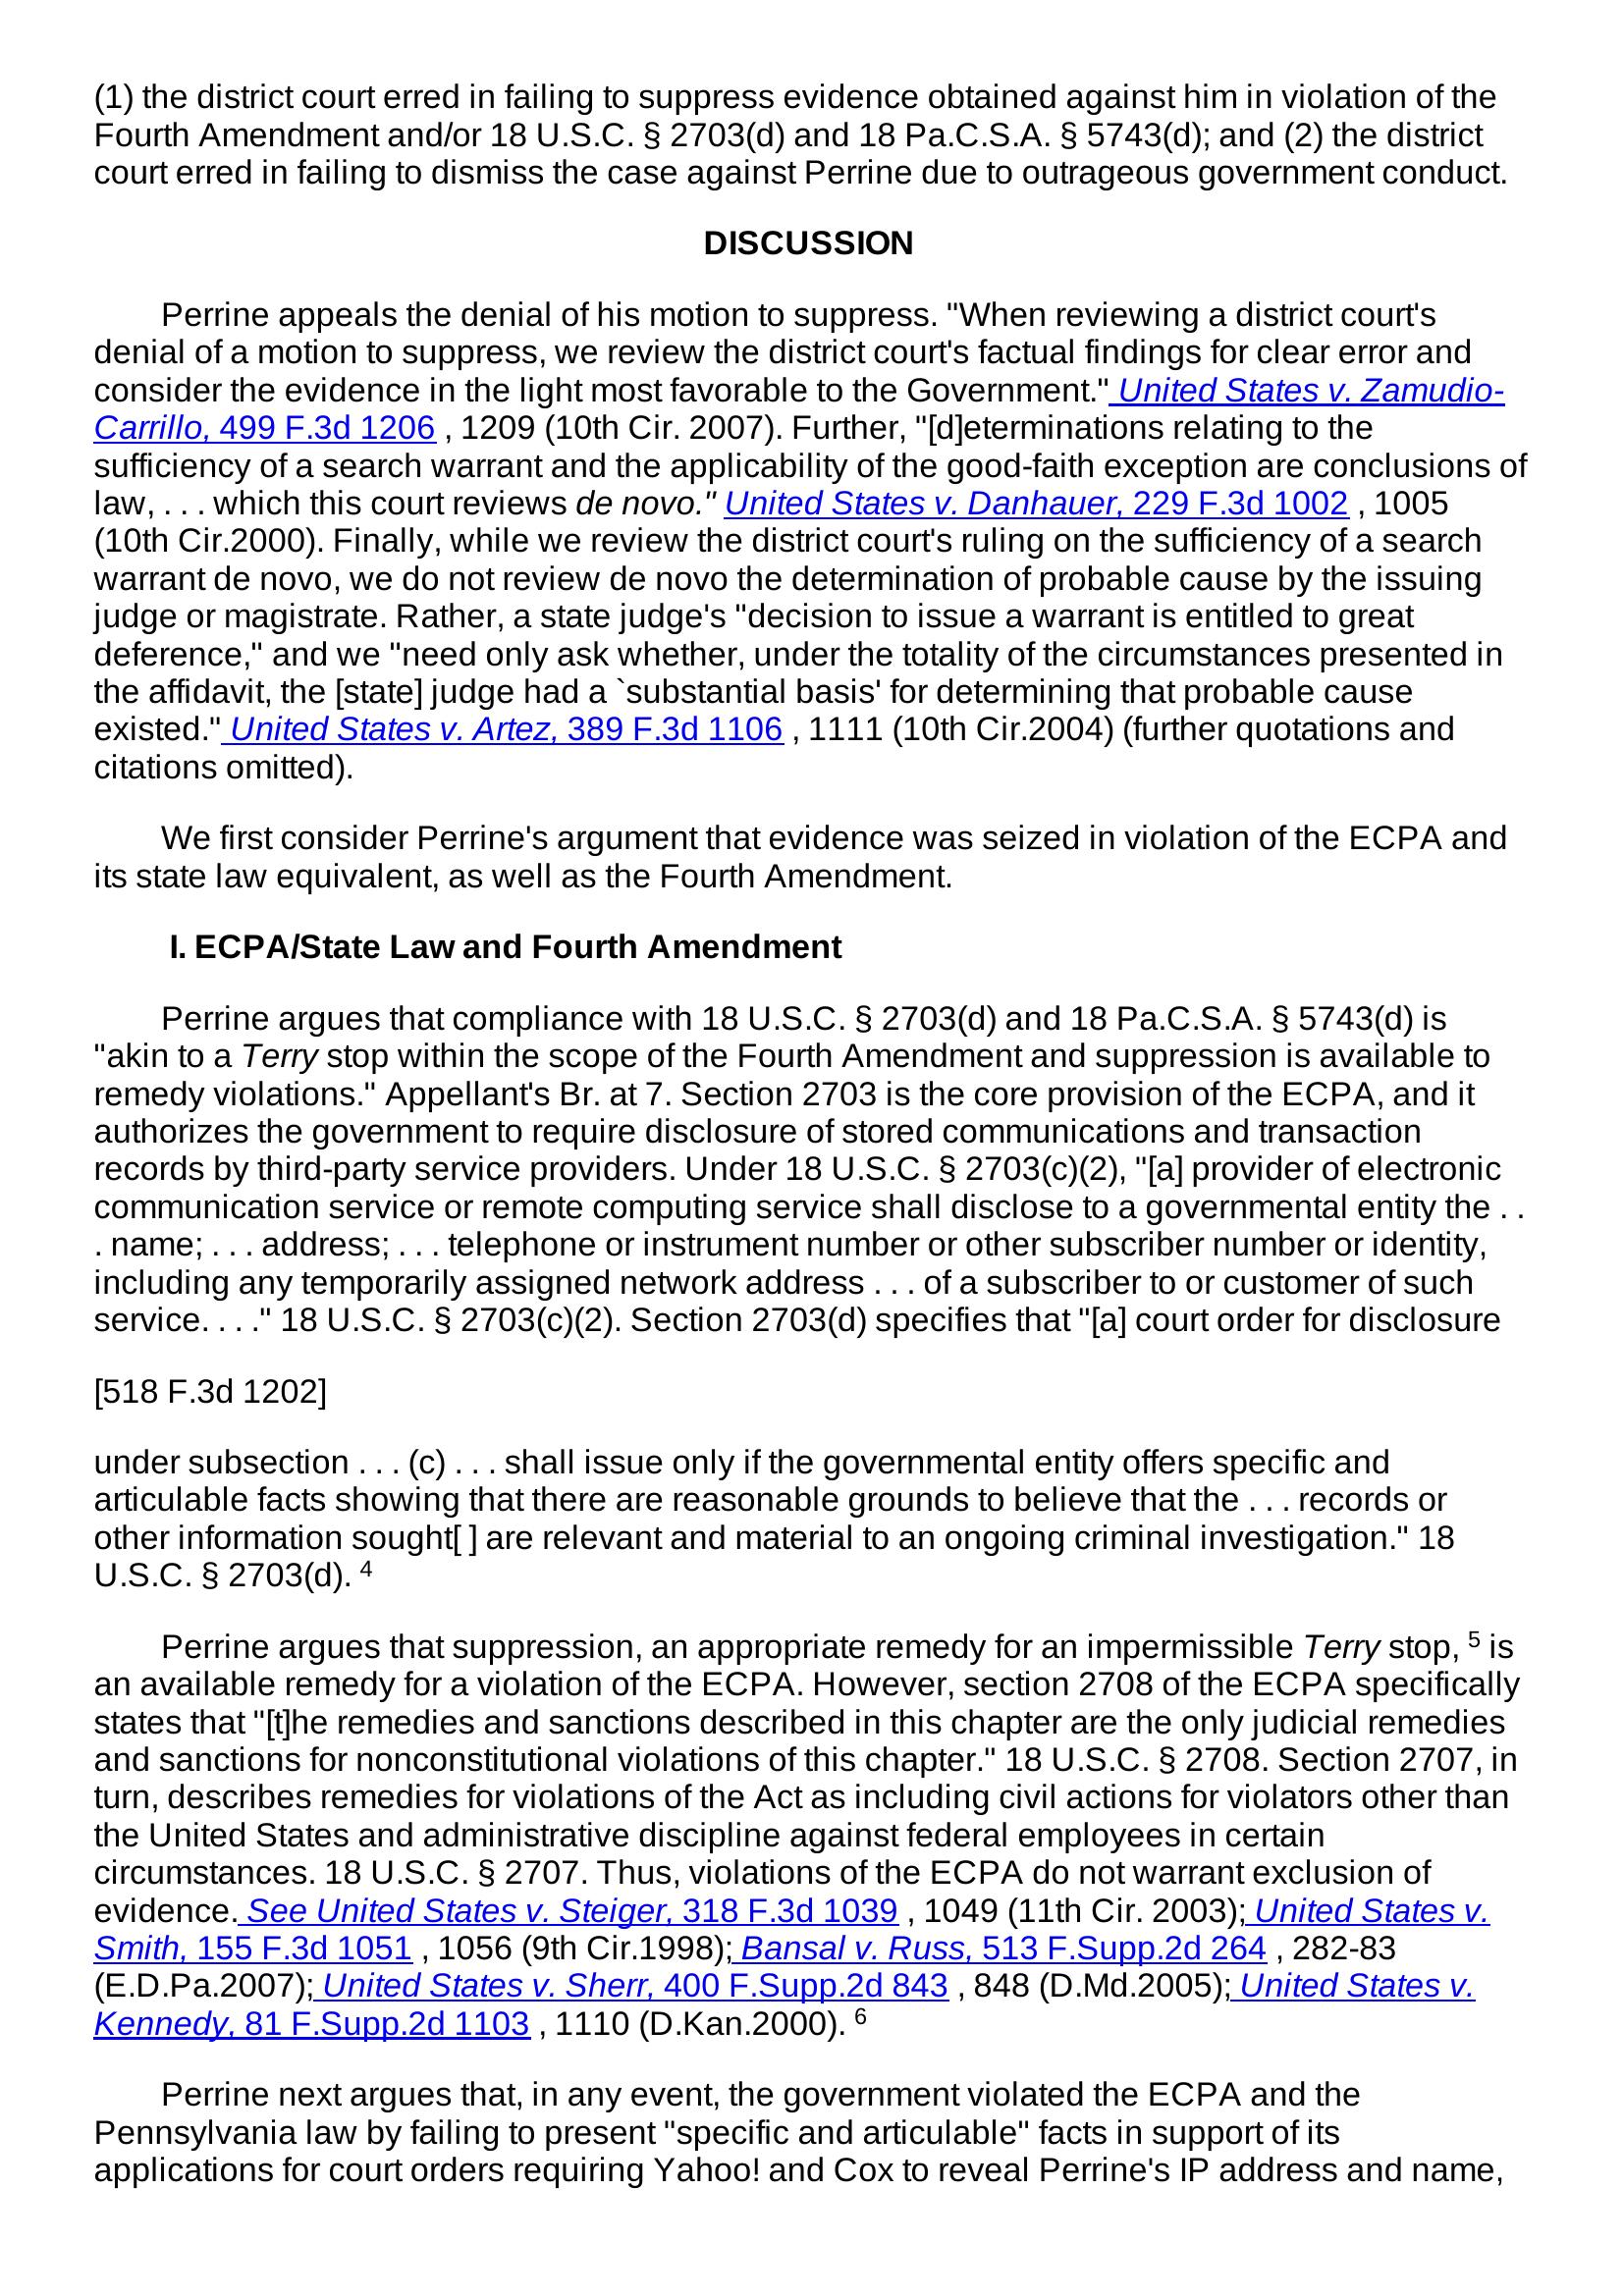 (1) the district court erred in failing to suppress evidence obtained against him in violation of the
Fourth Amendment and/or 18 U.S.C. § 2703(d) and 18 Pa.C.S.A. § 5743(d); and (2) the district
court erred in failing to dismiss the case against Perrine due to outrageous government conduct.
DISCUSSION
Perrine appeals the denial of his motion to suppress. "When reviewing a district court's
denial of a motion to suppress, we review the district court's factual findings for clear error and
consider the evidence in the light most favorable to the Government." United States v. Zamudio-
Carrillo, 499 F.3d 1206 , 1209 (10th Cir. 2007). Further, "[d]eterminations relating to the
sufficiency of a search warrant and the applicability of the good-faith exception are conclusions of
law, . . . which this court reviews de novo." United States v. Danhauer, 229 F.3d 1002 , 1005
(10th Cir.2000). Finally, while we review the district court's ruling on the sufficiency of a search
warrant de novo, we do not review de novo the determination of probable cause by the issuing
judge or magistrate. Rather, a state judge's "decision to issue a warrant is entitled to great
deference," and we "need only ask whether, under the totality of the circumstances presented in
the affidavit, the [state] judge had a `substantial basis' for determining that probable cause
existed." United States v. Artez, 389 F.3d 1106 , 1111 (10th Cir.2004) (further quotations and
citations omitted).
We first consider Perrine's argument that evidence was seized in violation of the ECPA and
its state law equivalent, as well as the Fourth Amendment.
I. ECPA/State Law and Fourth Amendment
Perrine argues that compliance with 18 U.S.C. § 2703(d) and 18 Pa.C.S.A. § 5743(d) is
"akin to a Terry stop within the scope of the Fourth Amendment and suppression is available to
remedy violations." Appellant's Br. at 7. Section 2703 is the core provision of the ECPA, and it
authorizes the government to require disclosure of stored communications and transaction
records by third-party service providers. Under 18 U.S.C. § 2703(c)(2), "[a] provider of electronic
communication service or remote computing service shall disclose to a governmental entity the . .
. name; . . . address; . . . telephone or instrument number or other subscriber number or identity,
including any temporarily assigned network address . . . of a subscriber to or customer of such
service. . . ." 18 U.S.C. § 2703(c)(2). Section 2703(d) specifies that "[a] court order for disclosure
[518 F.3d 1202]
under subsection . . . (c) . . . shall issue only if the governmental entity offers specific and
articulable facts showing that there are reasonable grounds to believe that the . . . records or
other information sought[ ] are relevant and material to an ongoing criminal investigation." 18
U.S.C. § 2703(d). 4
Perrine argues that suppression, an appropriate remedy for an impermissible Terry stop, 5 is
an available remedy for a violation of the ECPA. However, section 2708 of the ECPA specifically
states that "[t]he remedies and sanctions described in this chapter are the only judicial remedies
and sanctions for nonconstitutional violations of this chapter." 18 U.S.C. § 2708. Section 2707, in
turn, describes remedies for violations of the Act as including civil actions for violators other than
the United States and administrative discipline against federal employees in certain
circumstances. 18 U.S.C. § 2707. Thus, violations of the ECPA do not warrant exclusion of
evidence. See United States v. Steiger, 318 F.3d 1039 , 1049 (11th Cir. 2003); United States v.
Smith, 155 F.3d 1051 , 1056 (9th Cir.1998); Bansal v. Russ, 513 F.Supp.2d 264 , 282-83
(E.D.Pa.2007); United States v. Sherr, 400 F.Supp.2d 843 , 848 (D.Md.2005); United States v.
Kennedy, 81 F.Supp.2d 1103 , 1110 (D.Kan.2000). 6
Perrine next argues that, in any event, the government violated the ECPA and the
Pennsylvania law by failing to present "specific and articulable" facts in support of its
applications for court orders requiring Yahoo! and Cox to reveal Perrine's IP address and name,